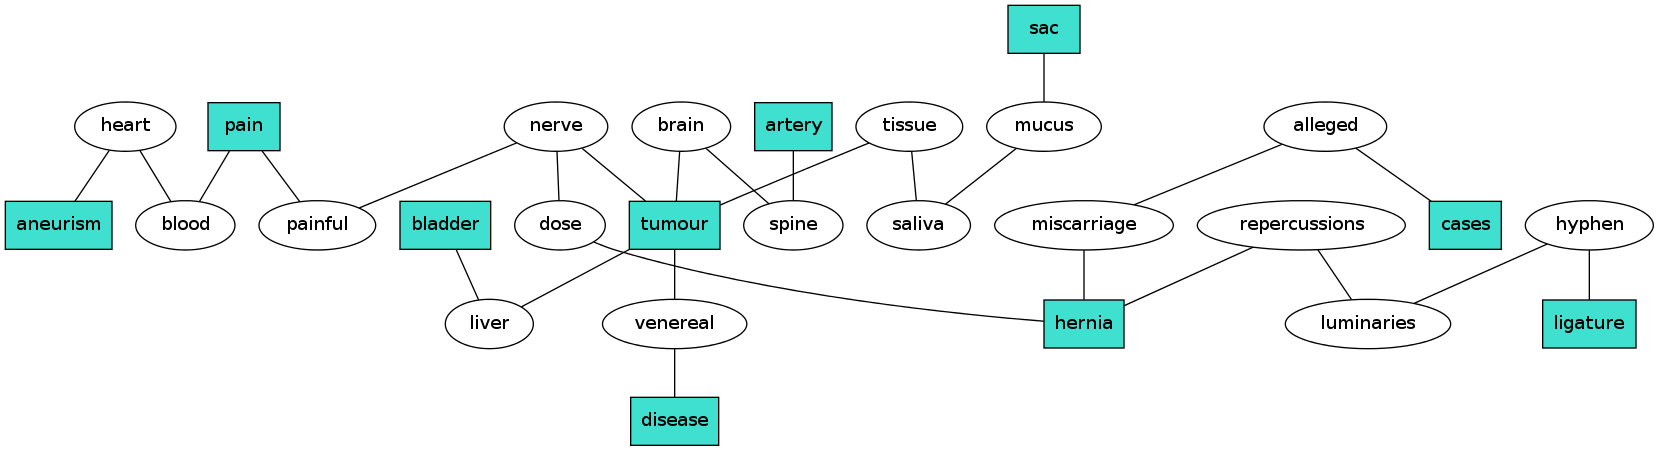 sac
heart
pain
nerve
brain
artery
tissue
mucus
alleged
aneurism
blood
painful
bladder
dose
tumour
spine
saliva
miscarriage
repercussions
cases
hyphen
liver
venereal
hernia
luminaries
ligature
disease